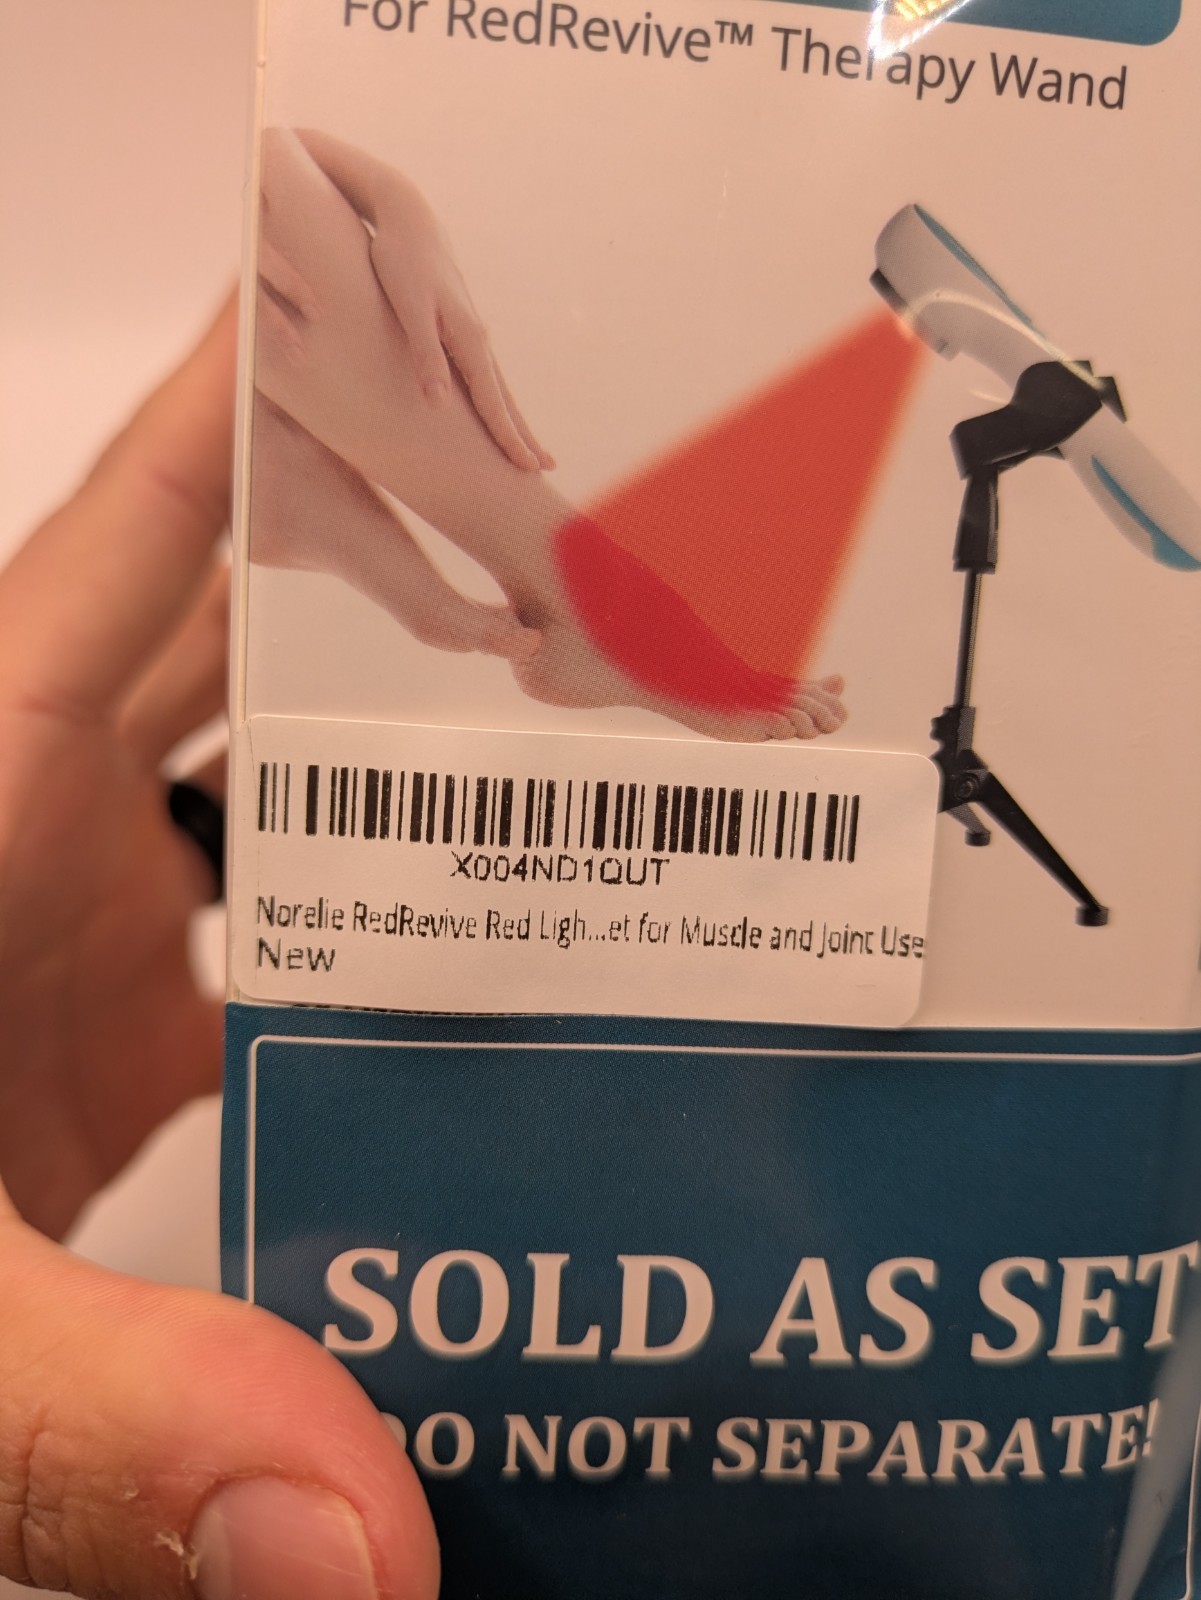 For RedRevive™ Therapy Wand
X004ND1QUT
Norelie RedRevive Red Ligh...et for Muscle and Joint Use
New
SOLD AS SET
DO NOT SEPARATE!